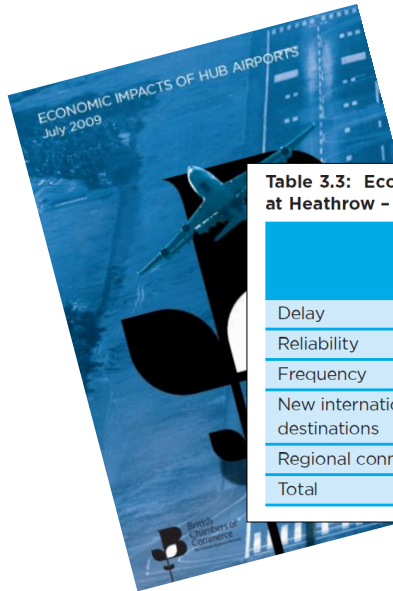 ECONOMIC IMPACTS OF HUB AIRPORTS
July 2009
Table 3.3: Eco
at Heathrow –
Delay
Reliability
Frequency
New internatio
destinations
Regional conn
Total
British
Chambers of
Commerce